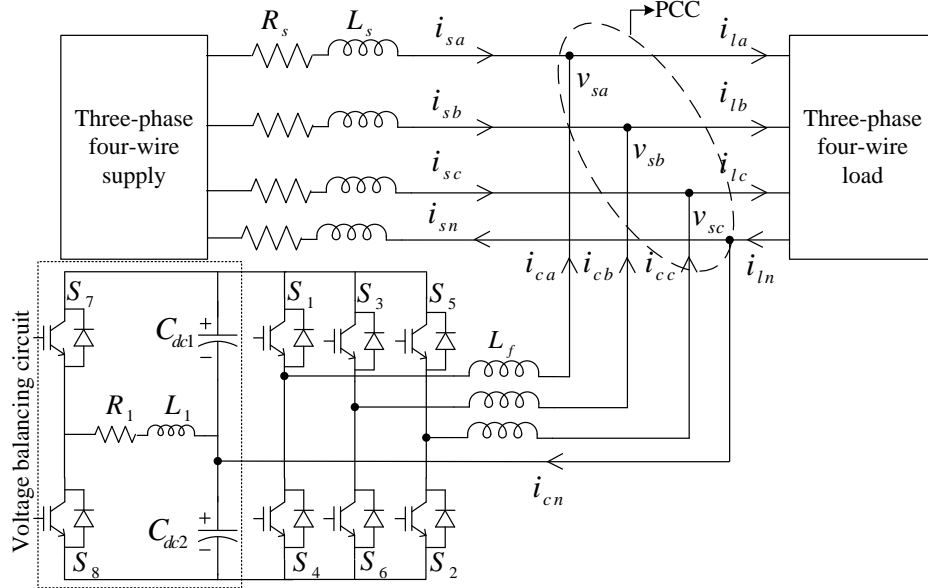 PCC
R_s L_s i_sa i_la
v_sa
Three-phase
four-wire
supply
i_sb i_lb
v_sb
Three-phase
four-wire
load
i_sc i_lc
v_sc
i_sn
i_ca i_cb i_cc i_ln
Voltage balancing circuit
S_7 S_1 S_3 S_5
+
C_dc1
−
L_f
R_1 L_1
i_cn
+
C_dc2
−
S_8 S_4 S_6 S_2